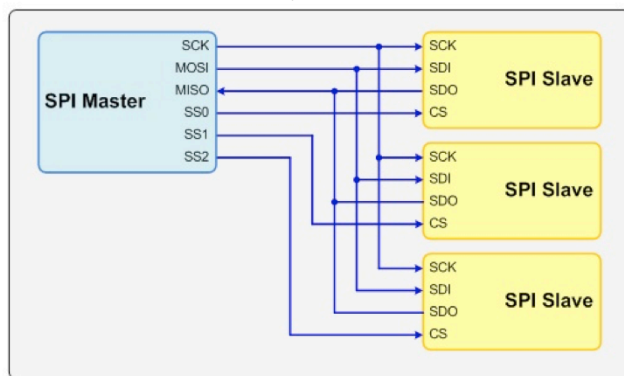 SPI Master
SCK
MOSI
MISO
SS0
SS1
SS2
SCK
SDI
SDO
CS
SPI Slave
SCK
SDI
SDO
CS
SPI Slave
SCK
SDI
SDO
CS
SPI Slave